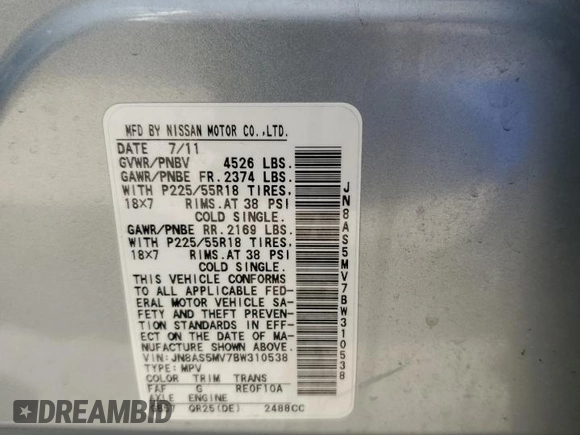 MFD BY NISSAN MOTOR CO.,LTD.
DATE 7/11
GVWR/PNBV 4526 LBS.
GAWR/PNBE FR. 2374 LBS.
WITH P225/55R18 TIRES,
18X7 RIMS.AT 38 PSI
COLD SINGLE.
GAWR/PNBE RR. 2169 LBS.
WITH P225/55R18 TIRES,
18X7 RIMS.AT 38 PSI
COLD SINGLE.
THIS VEHICLE CONFORMS
TO ALL APPLICABLE FED-
ERAL MOTOR VEHICLE SA-
FETY AND THEFT PREVEN-
TION STANDARDS IN EFF-
ECT ON THE DATE OF MA-
NUFACTURE SHOWN ABOVE.
VIN: JN8AS5MV7BW310538
TYPE: MPV
COLOR TRIM TRANS
FAF G RE0F10A
AXLE ENGINE
QR25(DE) 2488CC
JN8AS5MV7BW310538
DREAMBID.COM